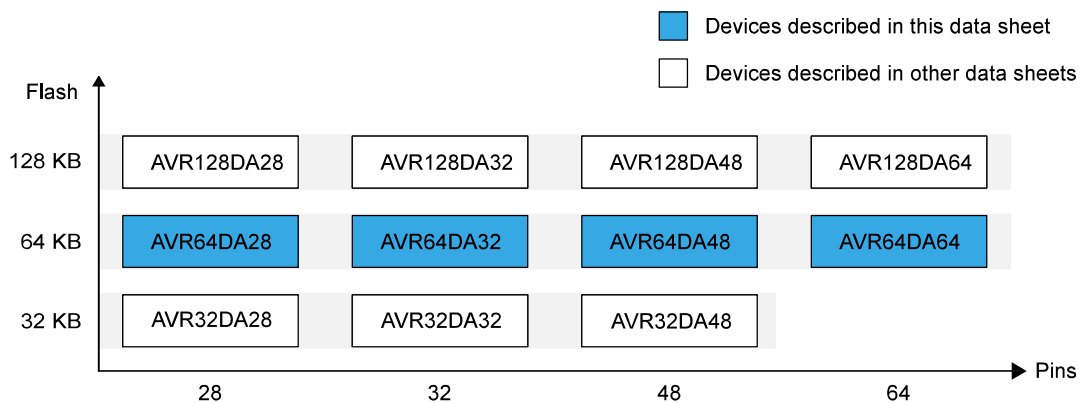 Devices described in this data sheet
Devices described in other data sheets
Flash
128 KB
AVR128DA28
AVR128DA32
AVR128DA48
AVR128DA64
64 KB
AVR64DA28
AVR64DA32
AVR64DA48
AVR64DA64
32 KB
AVR32DA28
AVR32DA32
AVR32DA48
Pins
28
32
48
64